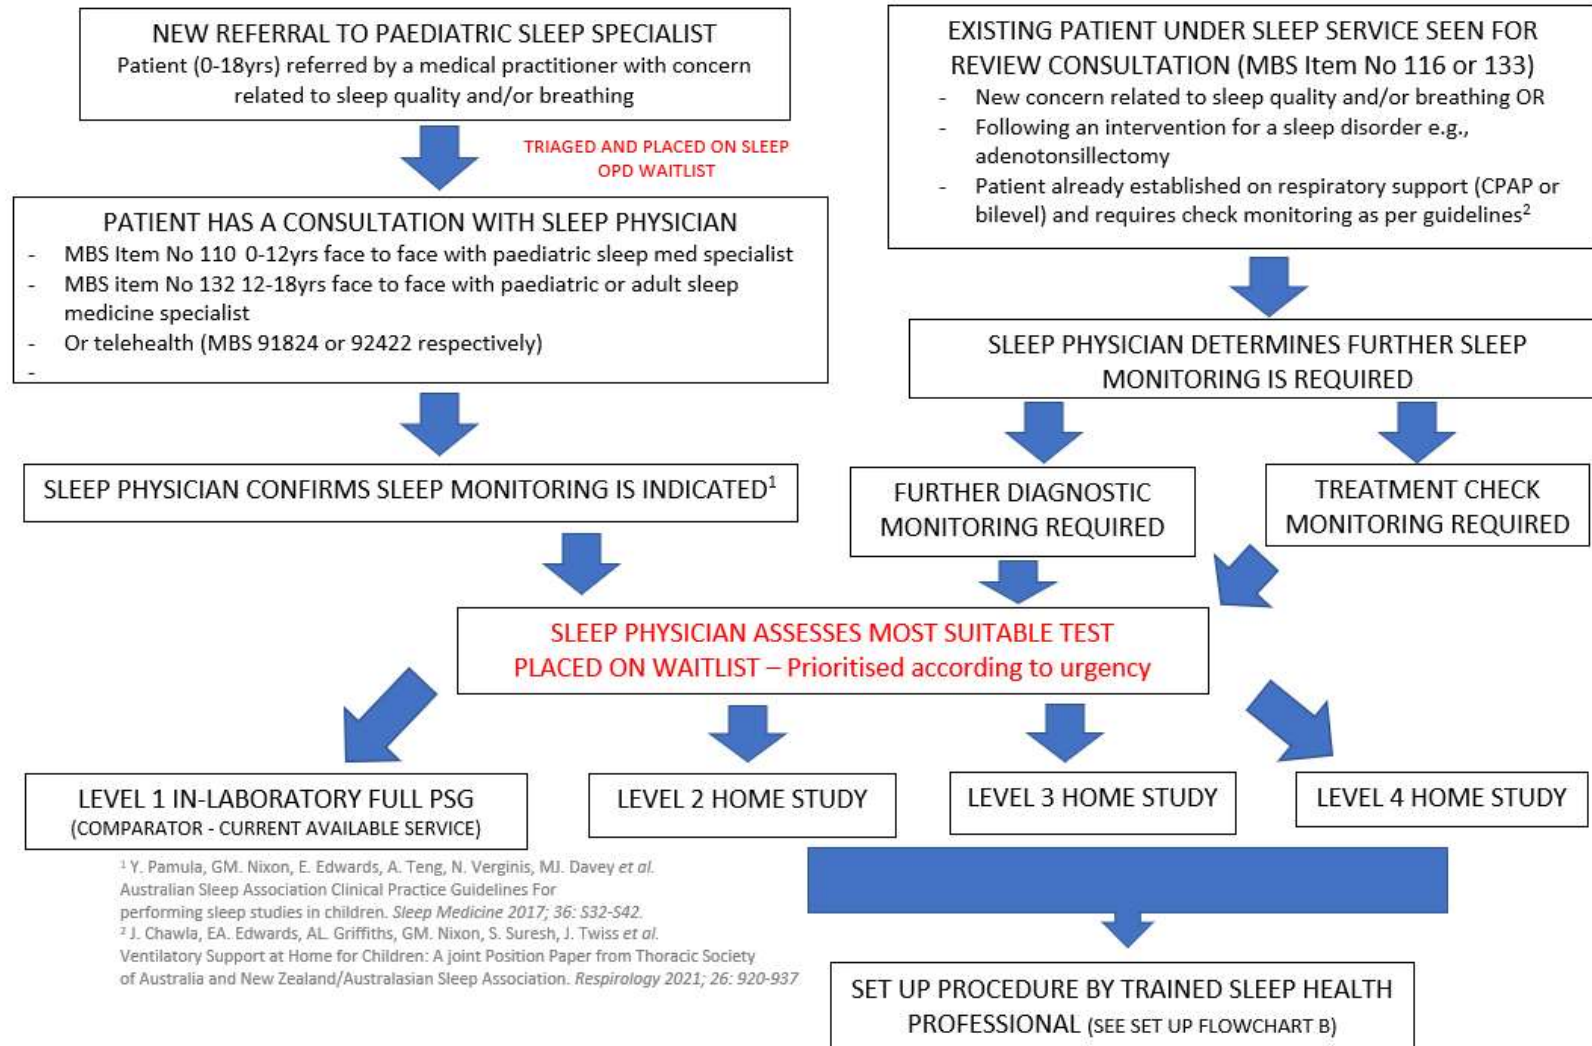 NEW REFERRAL TO PAEDIATRIC SLEEP SPECIALIST
Patient (0-18yrs) referred by a medical practitioner with concern
related to sleep quality and/or breathing
TRIAGED AND PLACED ON SLEEP
OPD WAITLIST
PATIENT HAS A CONSULTATION WITH SLEEP PHYSICIAN
- MBS Item No 110 0-12yrs face to face with paediatric sleep med specialist
- MBS item No 132 12-18yrs face to face with paediatric or adult sleep
medicine specialist
- Or telehealth (MBS 91824 or 92422 respectively)
-
SLEEP PHYSICIAN CONFIRMS SLEEP MONITORING IS INDICATED¹
EXISTING PATIENT UNDER SLEEP SERVICE SEEN FOR
REVIEW CONSULTATION (MBS Item No 116 or 133)
- New concern related to sleep quality and/or breathing OR
- Following an intervention for a sleep disorder e.g.,
adenotonsillectomy
- Patient already established on respiratory support (CPAP or
bilevel) and requires check monitoring as per guidelines²
SLEEP PHYSICIAN DETERMINES FURTHER SLEEP
MONITORING IS REQUIRED
FURTHER DIAGNOSTIC
MONITORING REQUIRED
TREATMENT CHECK
MONITORING REQUIRED
SLEEP PHYSICIAN ASSESSES MOST SUITABLE TEST
PLACED ON WAITLIST – Prioritised according to urgency
LEVEL 1 IN-LABORATORY FULL PSG
(COMPARATOR - CURRENT AVAILABLE SERVICE)
LEVEL 2 HOME STUDY
LEVEL 3 HOME STUDY
LEVEL 4 HOME STUDY
¹ Y. Pamula, GM. Nixon, E. Edwards, A. Teng, N. Verginis, MJ. Davey et al.
Australian Sleep Association Clinical Practice Guidelines For
performing sleep studies in children. Sleep Medicine 2017; 36: S32-S42.
² J. Chawla, EA. Edwards, AL. Griffiths, GM. Nixon, S. Suresh, J. Twiss et al.
Ventilatory Support at Home for Children: A joint Position Paper from Thoracic Society
of Australia and New Zealand/Australasian Sleep Association. Respirology 2021; 26: 920-937
SET UP PROCEDURE BY TRAINED SLEEP HEALTH
PROFESSIONAL (SEE SET UP FLOWCHART B)